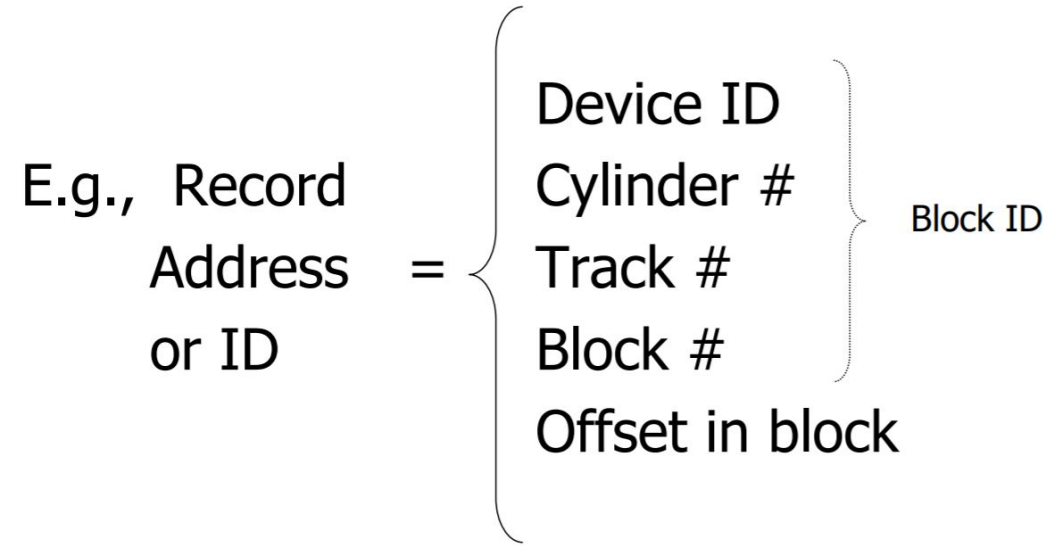 E.g., Record
Address =
or ID
Device ID
Cylinder #
Track #
Block #
Offset in block
Block ID